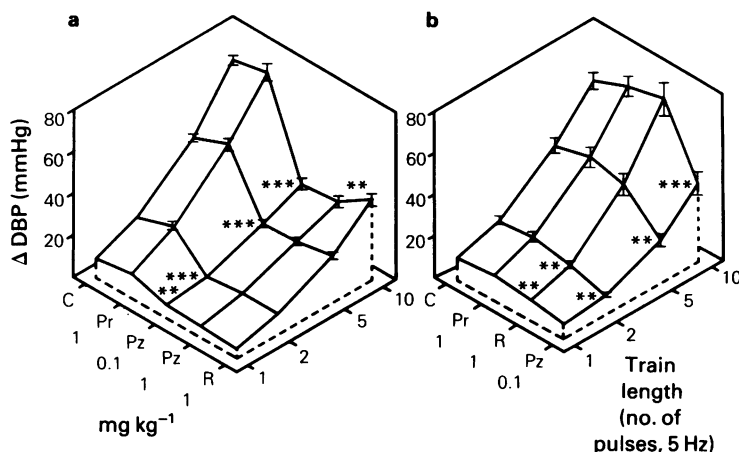 a
b
Δ DBP (mmHg)
80
60
40
20
80
60
40
20
***
**
***
***
**
***
**
**
**
**
C
Pr
Pz
Pz
R
1
0.1
1
1
mg kg⁻¹
1
2
5
10
C
Pr
R
Pz
1
1
0.1
1
2
5
10
Train
length
(no. of
pulses, 5 Hz)